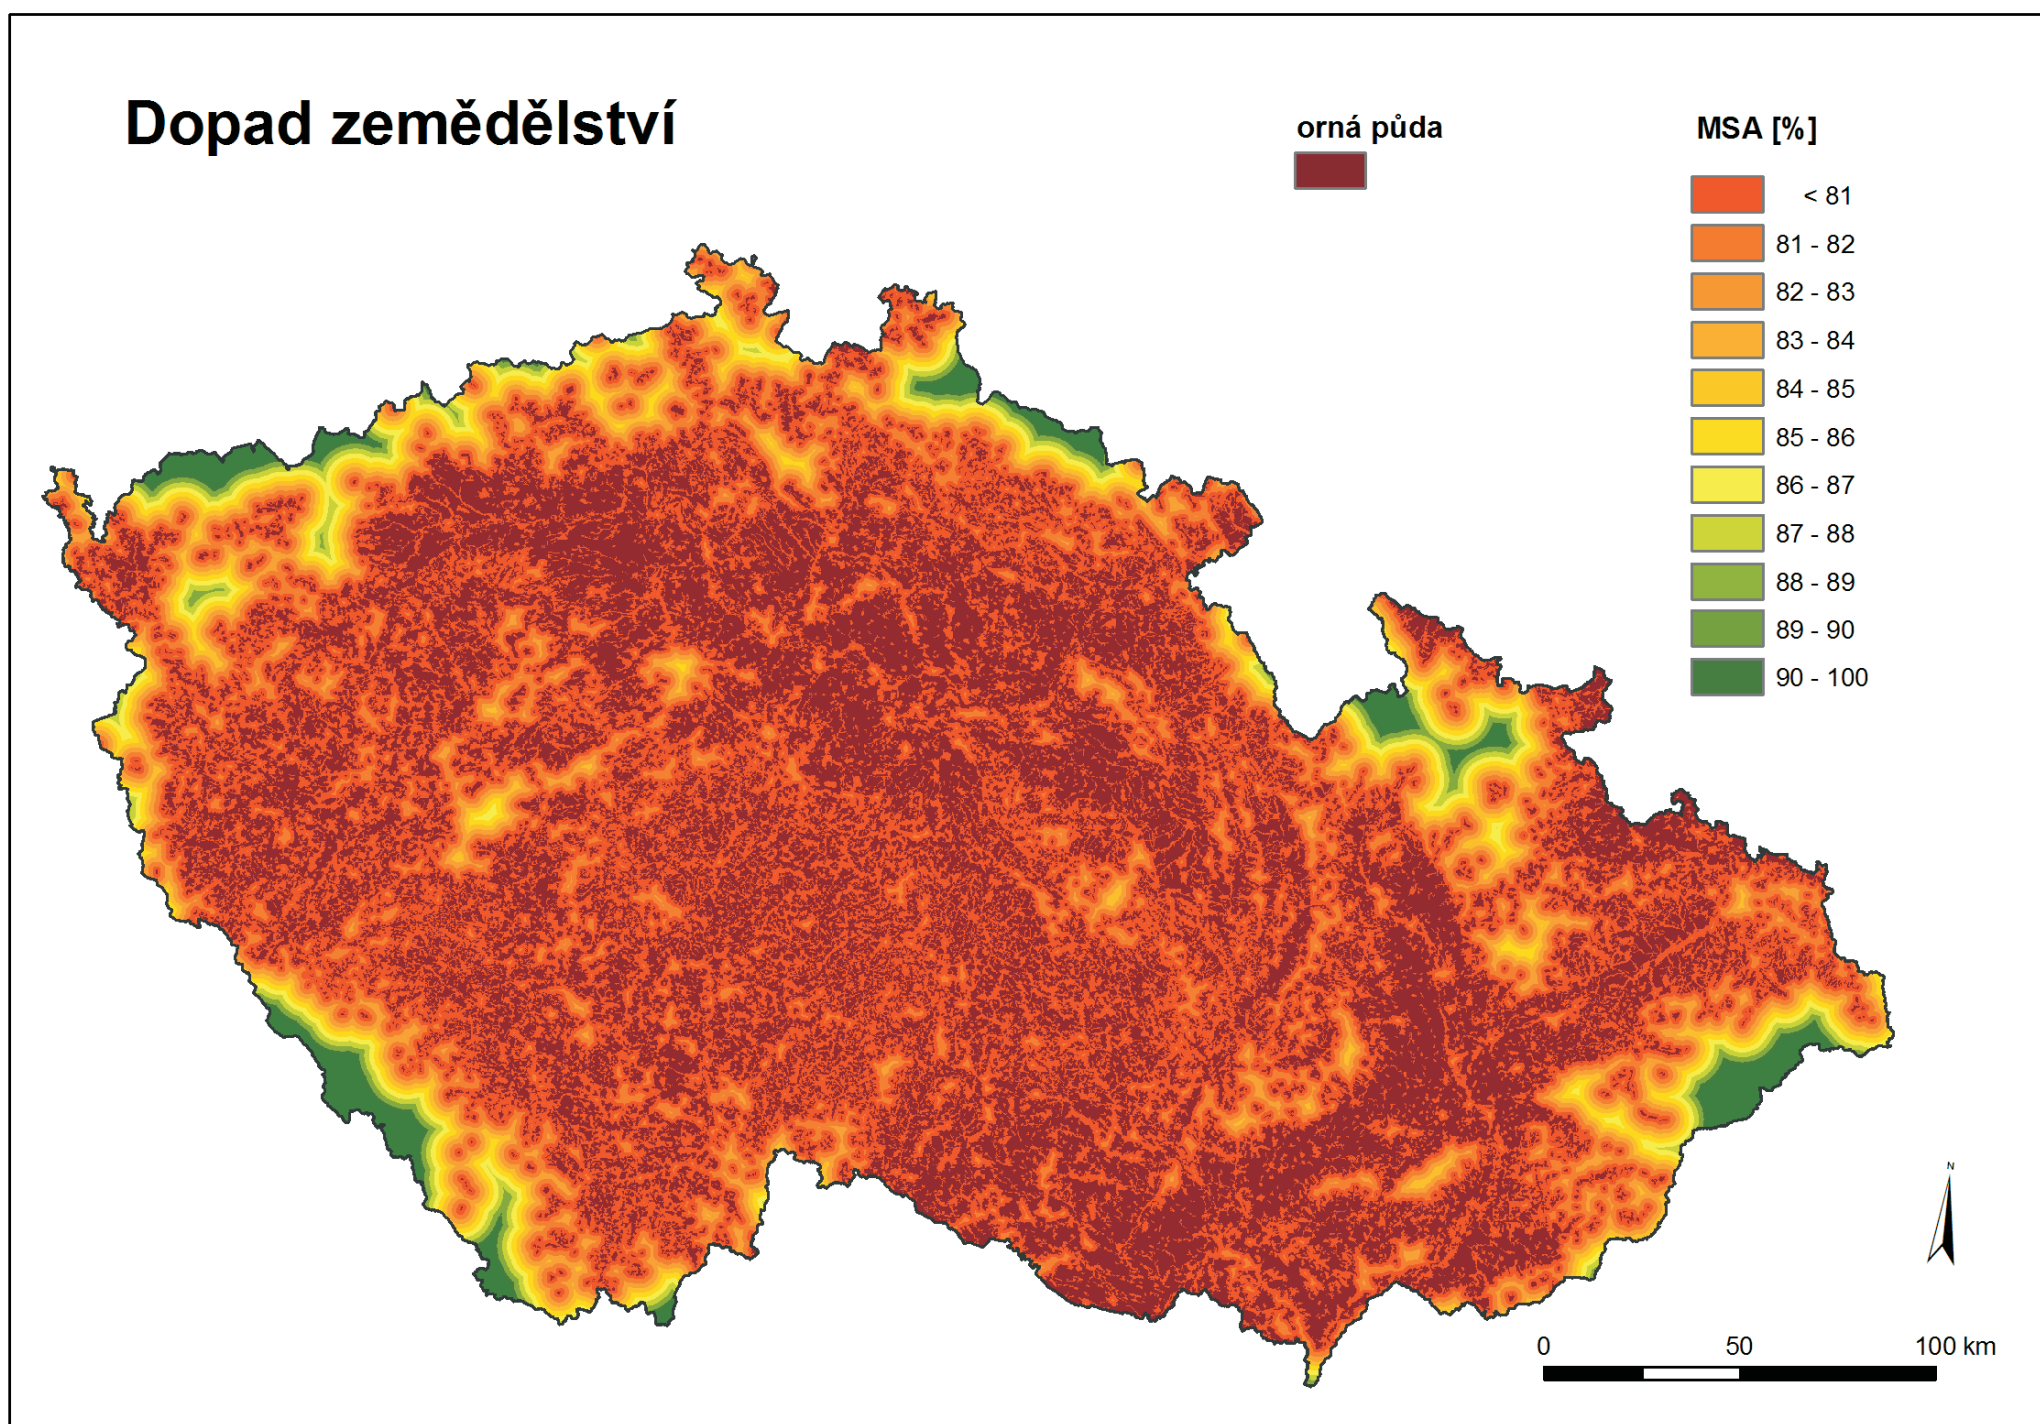 Dopad zemědělství
orná půda
MSA [%]
< 81
81 - 82
82 - 83
83 - 84
84 - 85
85 - 86
86 - 87
87 - 88
88 - 89
89 - 90
90 - 100
N
0 50 100 km